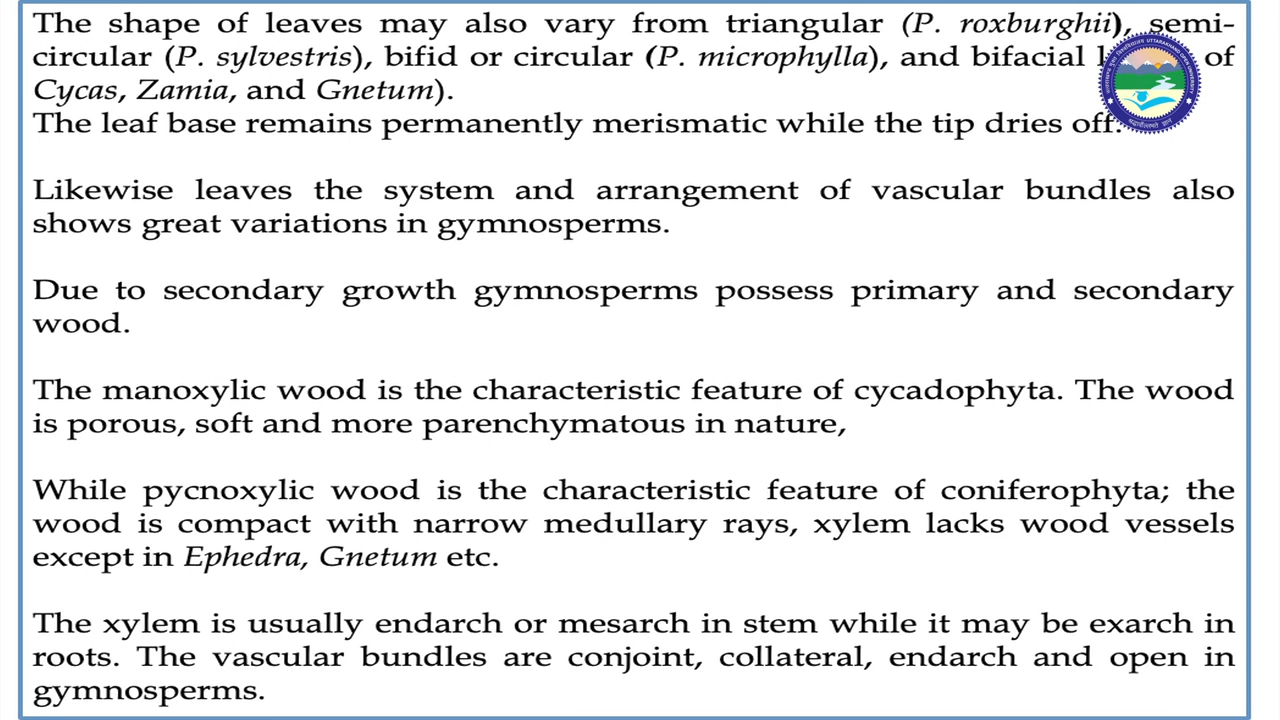 The shape of leaves may also vary from triangular (P. roxburghii), semi-
circular (P. sylvestris), bifid or circular (P. microphylla), and bifacial of
Cycas, Zamia, and Gnetum).
The leaf base remains permanently merismatic while the tip dries off.
Likewise leaves the system and arrangement of vascular bundles also
shows great variations in gymnosperms.
Due to secondary growth gymnosperms possess primary and secondary
wood.
The manoxylic wood is the characteristic feature of cycadophyta. The wood
is porous, soft and more parenchymatous in nature,
While pycnoxylic wood is the characteristic feature of coniferophyta; the
wood is compact with narrow medullary rays, xylem lacks wood vessels
except in Ephedra, Gnetum etc.
The xylem is usually endarch or mesarch in stem while it may be exarch in
roots. The vascular bundles are conjoint, collateral, endarch and open in
gymnosperms.